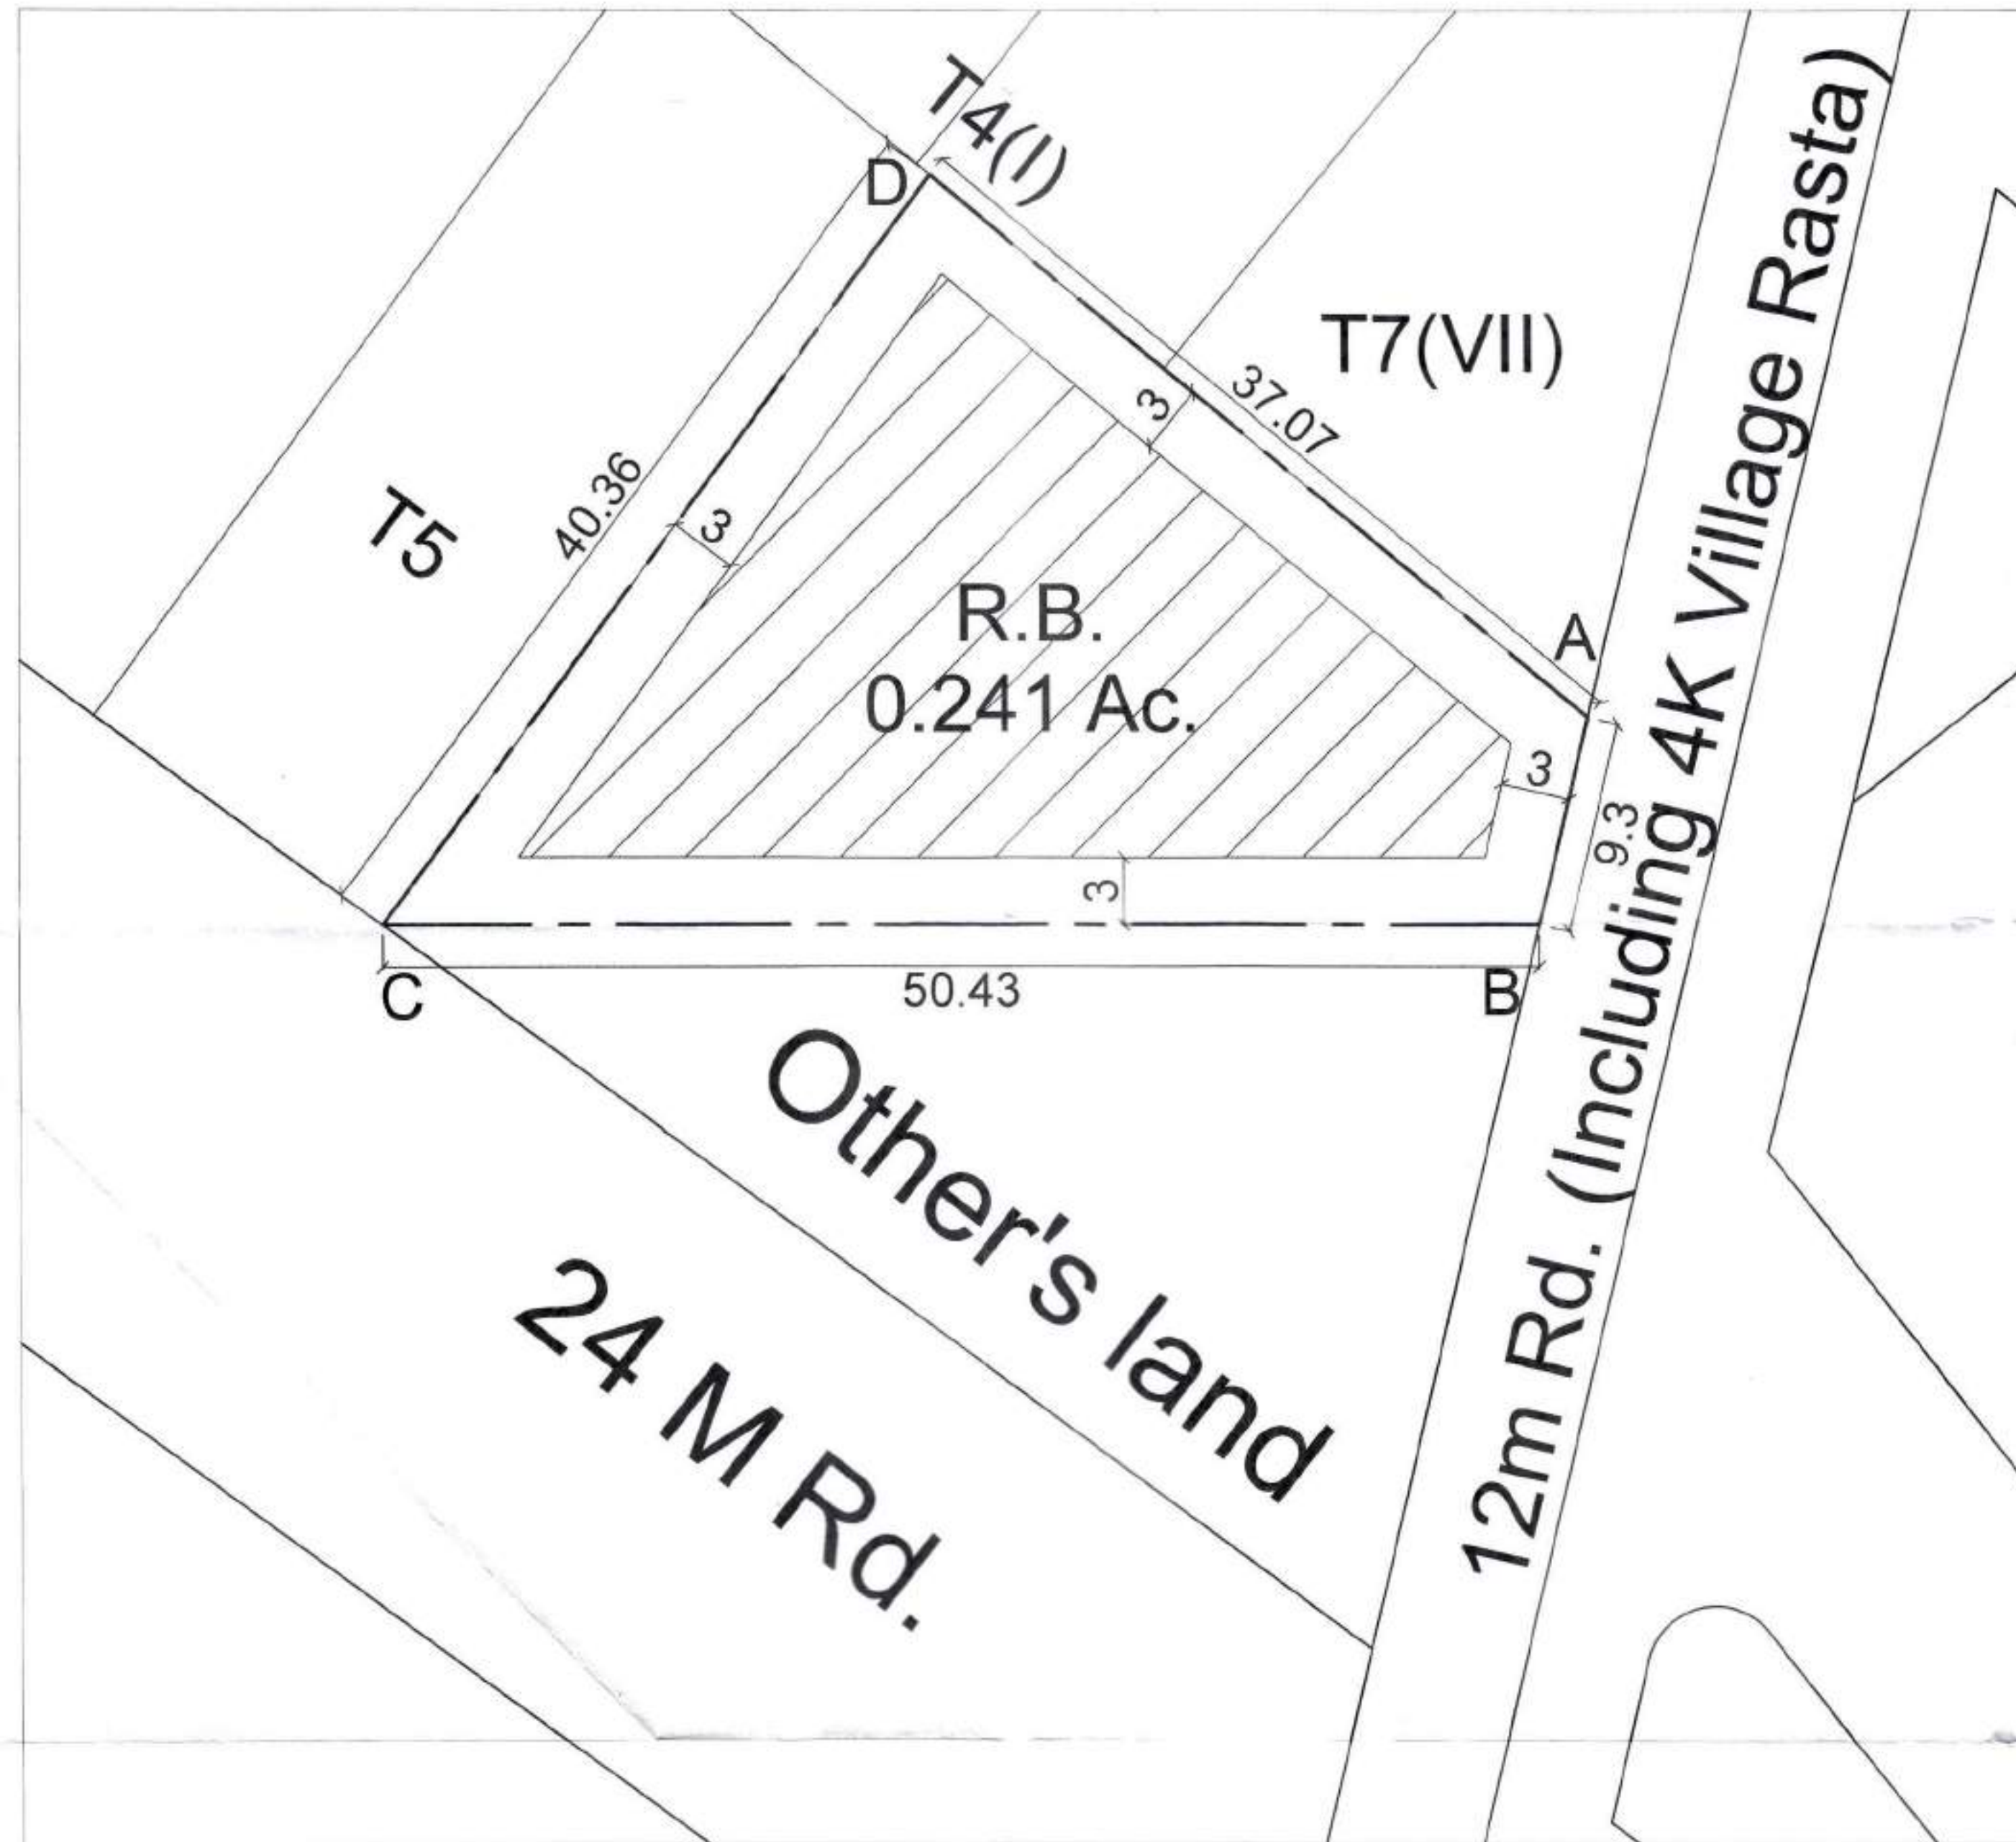 T4(I)
D
T7(VII)
3
37.07
40.36
T5
3
R.B.
0.241 Ac.
A
3
9.3
3
C
50.43
B
12m Rd. (Including 4K Village Rasta)
Other's land
24 M Rd.